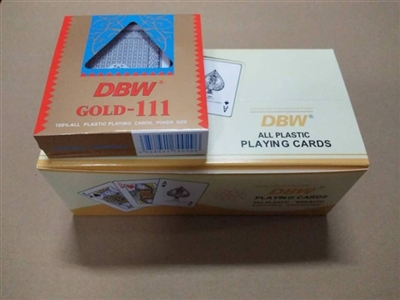 DBW®
GOLD-111
100% ALL PLASTIC PLAYING CARDS, POKER SIZE
A
DBW®
ALL PLASTIC
PLAYING CARDS
DBW®
PLAYING CARDS